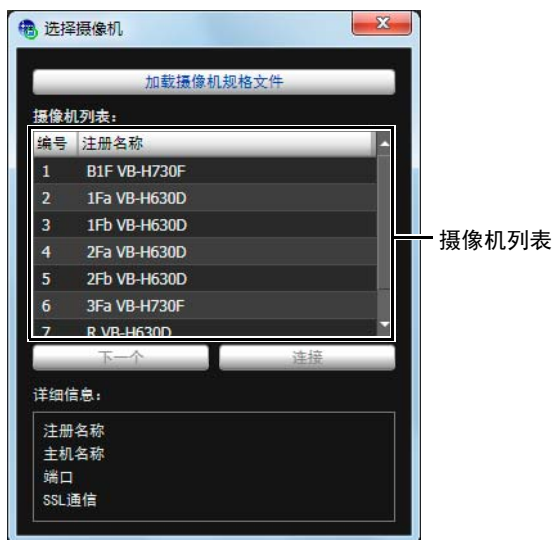 选择摄像机
加载摄像机规格文件
摄像机列表：
编号 注册名称
1 B1F VB-H730F
2 1Fa VB-H630D
3 1Fb VB-H630D
4 2Fa VB-H630D
5 2Fb VB-H630D
6 3Fa VB-H730F
7 R VB-H630D
摄像机列表
下一个 连接
详细信息：
注册名称
主机名称
端口
SSL通信